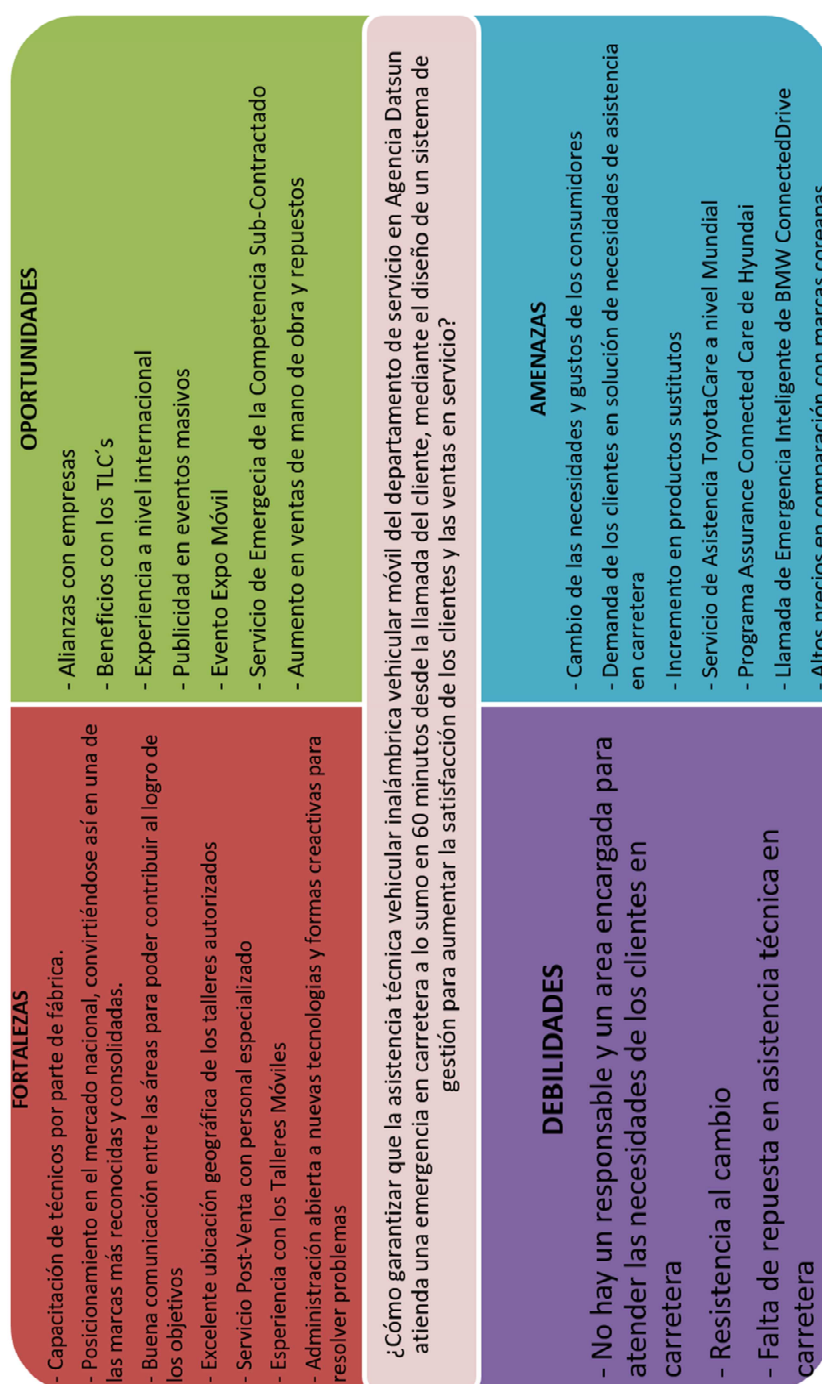 FORTALEZAS
- Capacitación de técnicos por parte de fábrica.
- Posicionamiento en el mercado nacional, convirtiéndose así en una de
las marcas más reconocidas y consolidadas.
- Buena comunicación entre las áreas para poder contribuir al logro de
los objetivos
- Excelente ubicación geográfica de los talleres autorizados
- Servicio Post-Venta con personal especializado
- Esperiencia con los Talleres Móviles
- Administración abierta a nuevas tecnologías y formas creactivas para
resolver problemas
OPORTUNIDADES
- Alianzas con empresas
- Beneficios con los TLC´s
- Experiencia a nivel internacional
- Publicidad en eventos masivos
- Evento Expo Móvil
- Servicio de Emergecia de la Competencia Sub-Contractado
- Aumento en ventas de mano de obra y repuestos
¿Cómo garantizar que la asistencia técnica vehicular inalámbrica vehicular móvil del departamento de servicio en Agencia Datsun
atienda una emergencia en carretera a lo sumo en 60 minutos desde la llamada del cliente, mediante el diseño de un sistema de
gestión para aumentar la satisfacción de los clientes y las ventas en servicio?
DEBILIDADES
- No hay un responsable y un area encargada para
atender las necesidades de los clientes en
carretera
- Resistencia al cambio
- Falta de repuesta en asistencia técnica en
carretera
AMENAZAS
- Cambio de las necesidades y gustos de los consumidores
- Demanda de los clientes en solución de necesidades de asistencia
en carretera
- Incremento en productos sustitutos
- Servicio de Asistencia ToyotaCare a nivel Mundial
- Programa Assurance Connected Care de Hyundai
- Llamada de Emergencia Inteligente de BMW ConnectedDrive
- Altos precios en comparación con marcas coreanas